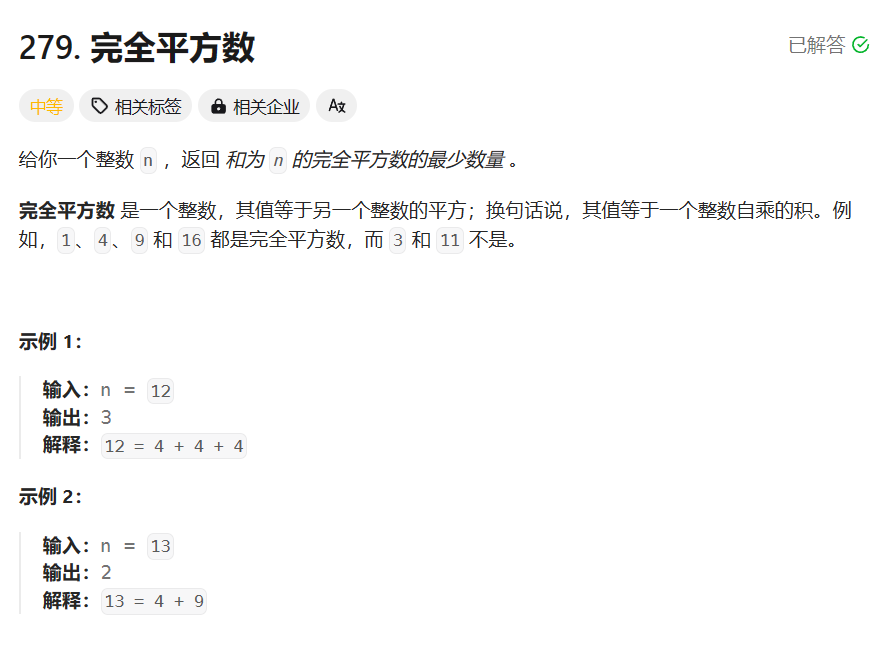 279. 完全平方数
已解答
中等 相关标签 相关企业
给你一个整数 n ，返回 和为 n 的完全平方数的最少数量 。
完全平方数 是一个整数，其值等于另一个整数的平方；换句话说，其值等于一个整数自乘的积。例
如，1、4、9 和 16 都是完全平方数，而 3 和 11 不是。
示例 1：
输入：n = 12
输出：3
解释：12 = 4 + 4 + 4
示例 2：
输入：n = 13
输出：2
解释：13 = 4 + 9